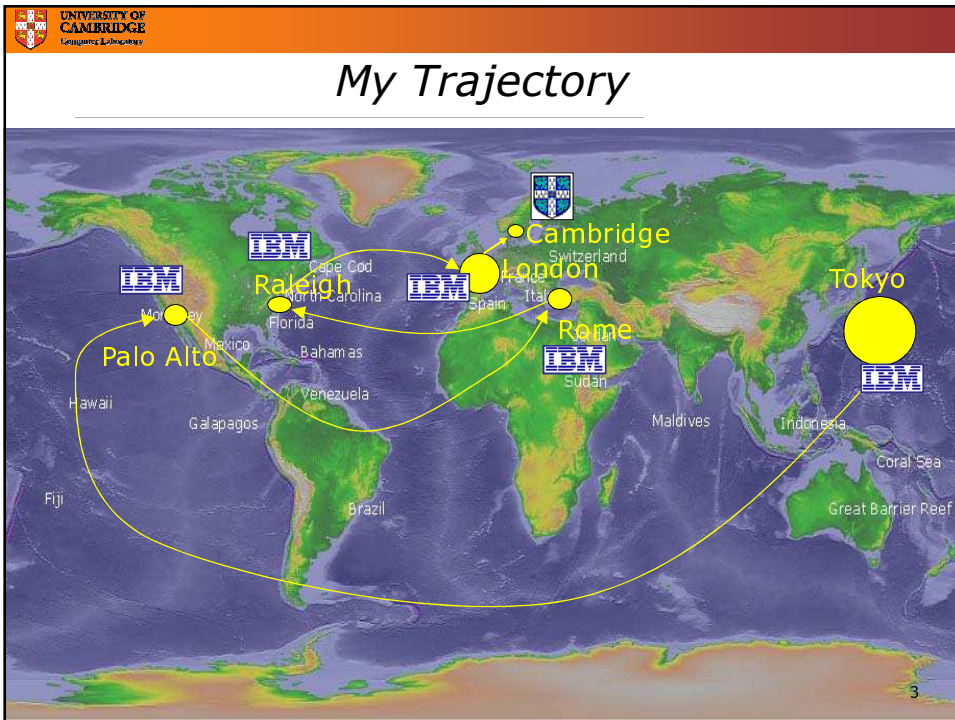 UNIVERSITY OF
CAMBRIDGE
Computer Laboratory
My Trajectory
Cambridge
IBM
Switzerland
London
Cape Cod
France
IBM
Raleigh
IBM
Tokyo
North Carolina
Spain
Italy
Florida
Rome
Jordan
Mexico
Palo Alto
Bahamas
IBM
IBM
Sudan
Venezuela
Hawaii
Galapagos
Maldives
Indonesia
Coral Sea
Fiji
Brazil
Great Barrier Reef
3